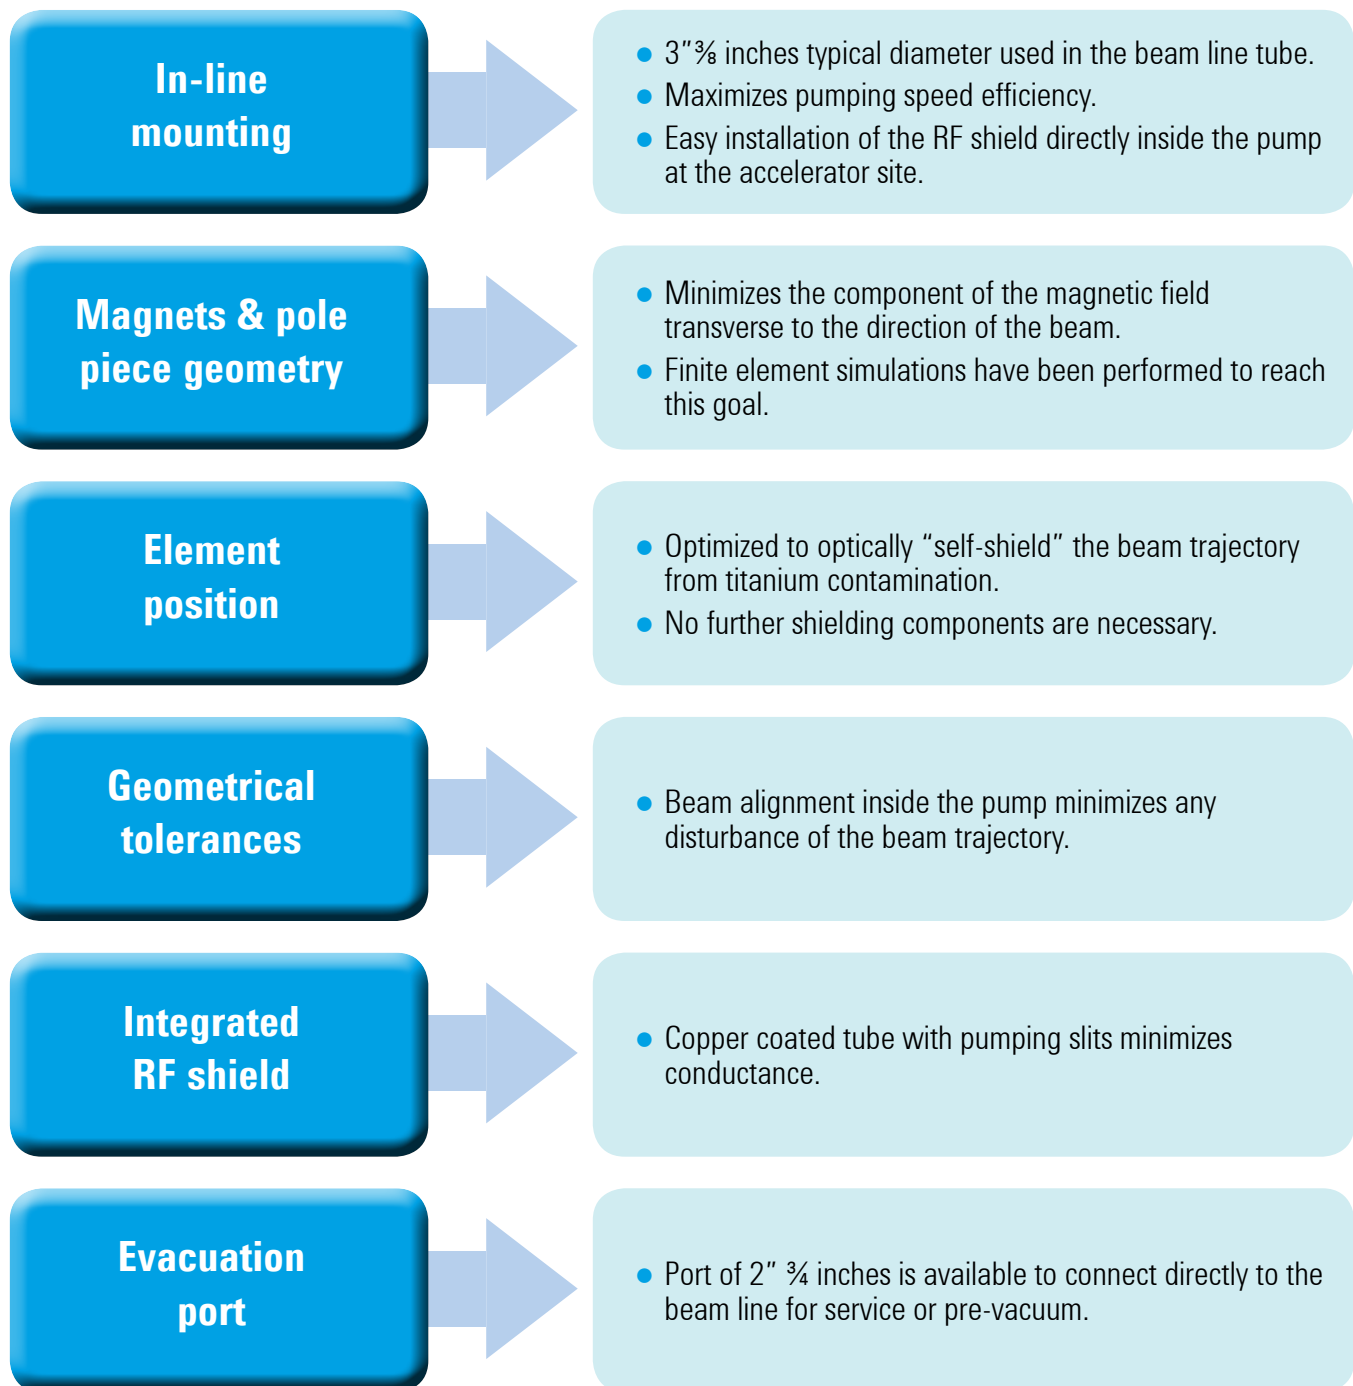 In-line
mounting
• 3″⅜ inches typical diameter used in the beam line tube.
• Maximizes pumping speed efficiency.
• Easy installation of the RF shield directly inside the pump
at the accelerator site.
Magnets & pole
piece geometry
• Minimizes the component of the magnetic field
transverse to the direction of the beam.
• Finite element simulations have been performed to reach
this goal.
Element
position
• Optimized to optically “self-shield” the beam trajectory
from titanium contamination.
• No further shielding components are necessary.
Geometrical
tolerances
• Beam alignment inside the pump minimizes any
disturbance of the beam trajectory.
Integrated
RF shield
• Copper coated tube with pumping slits minimizes
conductance.
Evacuation
port
• Port of 2″ ¾ inches is available to connect directly to the
beam line for service or pre-vacuum.